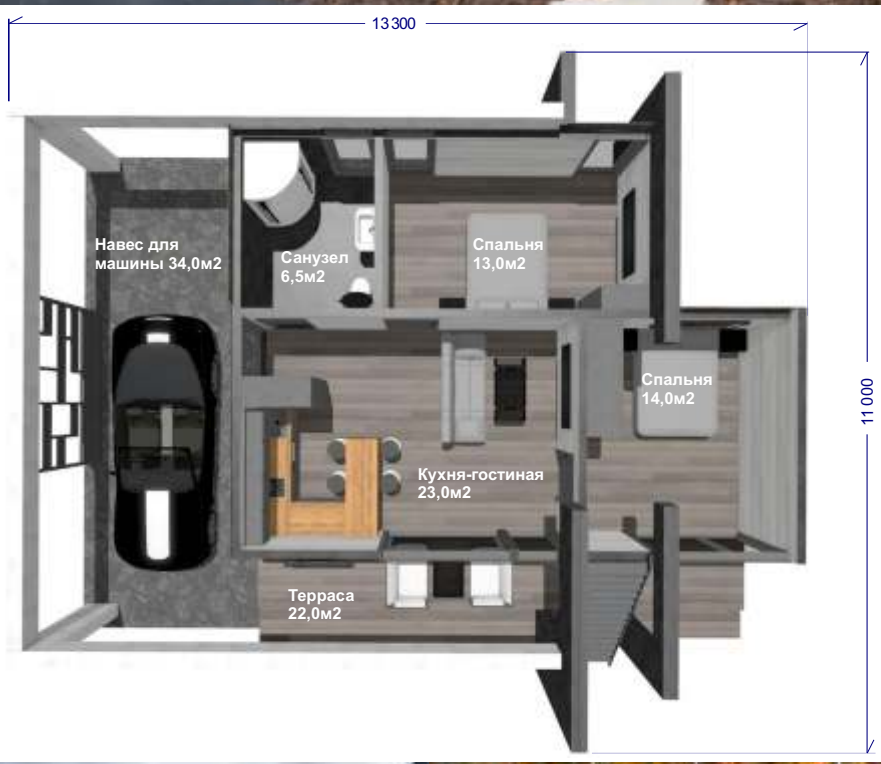 13300
Навес для
машины 34,0м2
Санузел
6,5м2
Спальня
13,0м2
Спальня
14,0м2
11000
Кухня-гостиная
23,0м2
Терраса
22,0м2